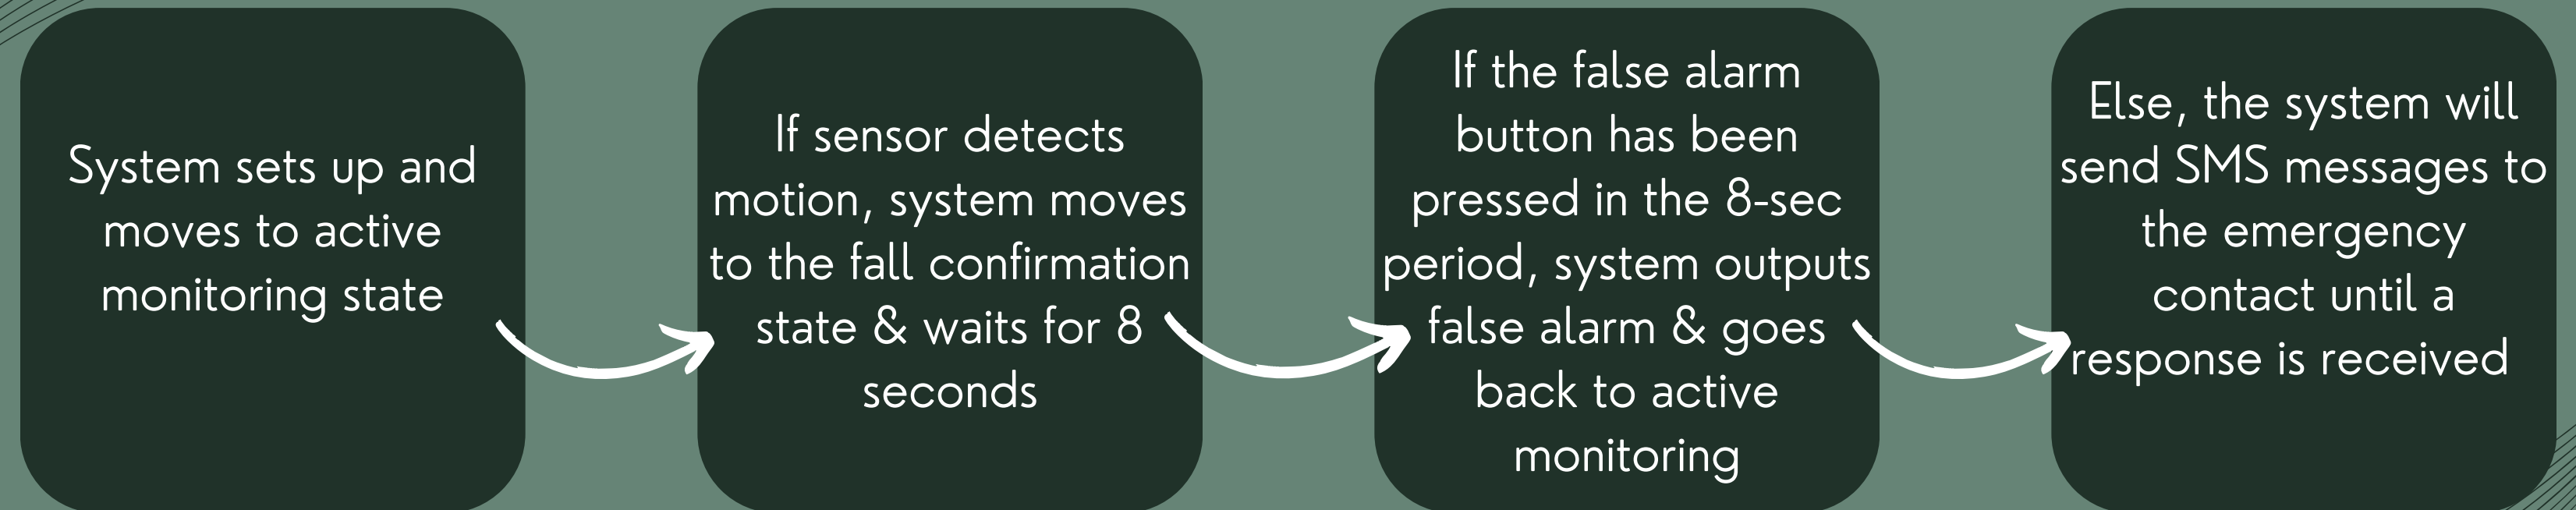 System sets up and
moves to active
monitoring state
If sensor detects
motion, system moves
to the fall confirmation
state & waits for 8
seconds
If the false alarm
button has been
pressed in the 8-sec
period, system outputs
false alarm & goes
back to active
monitoring
Else, the system will
send SMS messages to
the emergency
contact until a
response is received